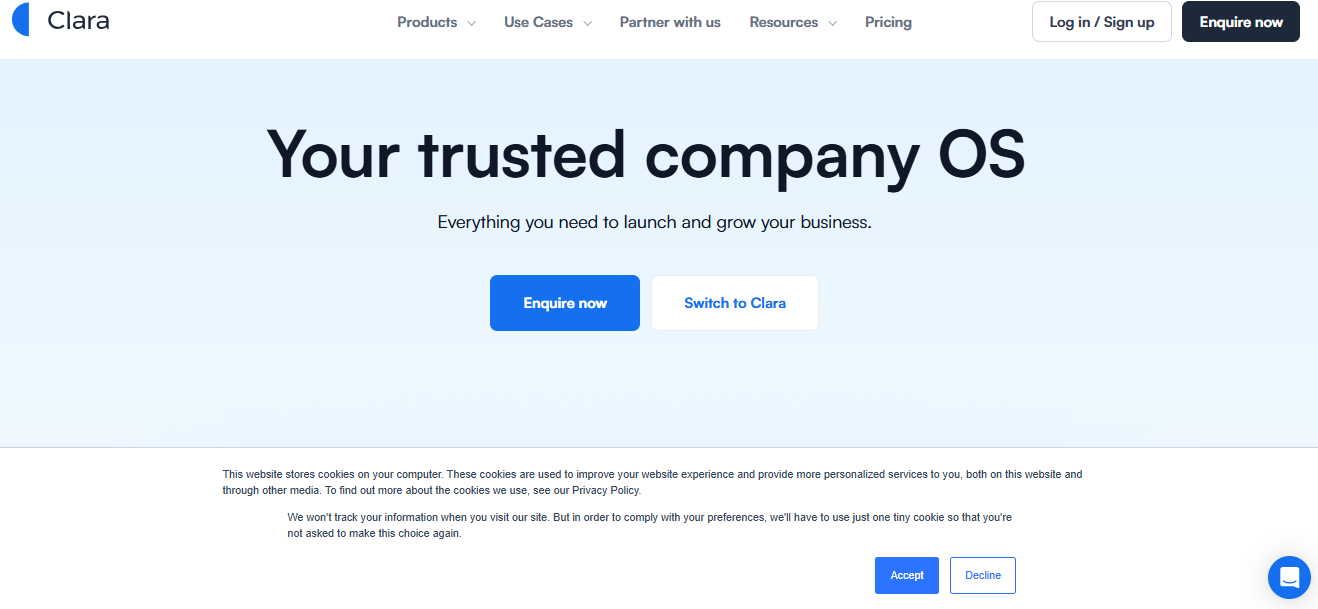 Clara
Products
Use Cases
Partner with us
Resources
Pricing
Log in / Sign up
Enquire now
Your trusted company OS
Everything you need to launch and grow your business.
Enquire now
Switch to Clara
This website stores cookies on your computer. These cookies are used to improve your website experience and provide more personalized services to you, both on this website and
through other media. To find out more about the cookies we use, see our Privacy Policy.
We won't track your information when you visit our site. But in order to comply with your preferences, we'll have to use just one tiny cookie so that you're
not asked to make this choice again.
Accept
Decline